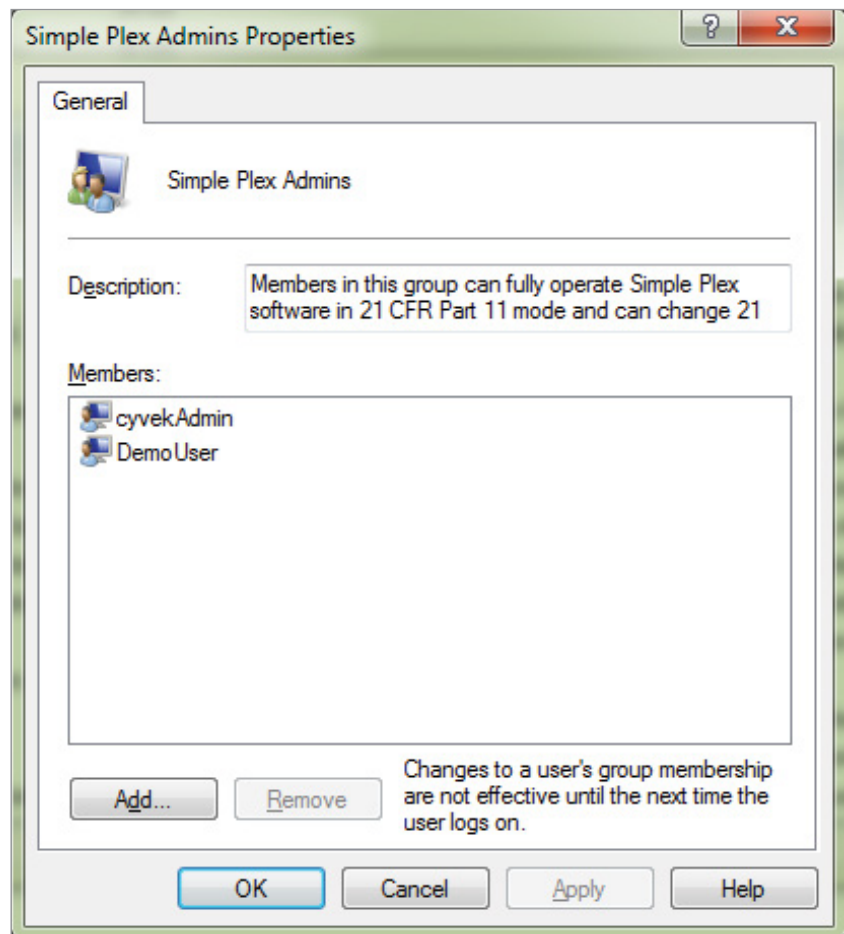 Simple Plex Admins Properties
General
Simple Plex Admins
Description:
Members in this group can fully operate Simple Plex
software in 21 CFR Part 11 mode and can change 21
Members:
cyvekAdmin
DemoUser
Add...
Remove
Changes to a user's group membership
are not effective until the next time the
user logs on.
OK
Cancel
Apply
Help